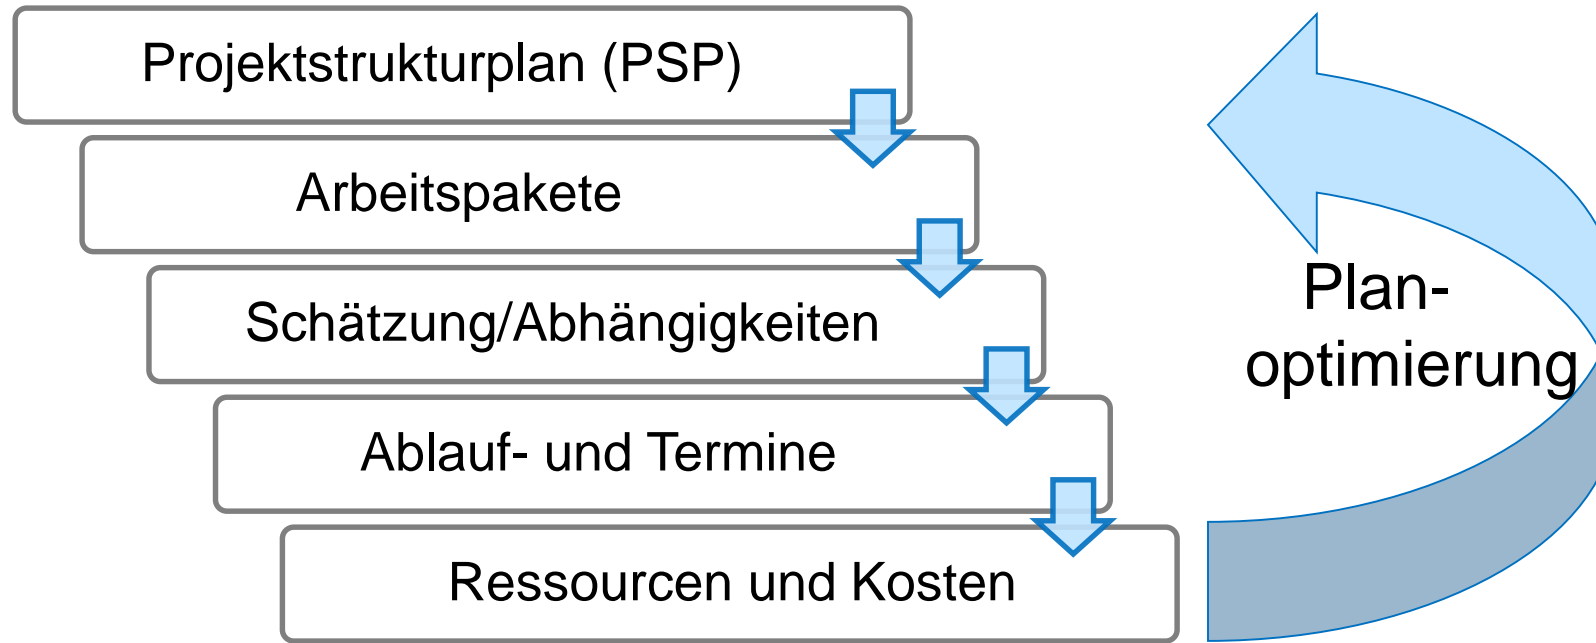 Projektstrukturplan (PSP)
Arbeitspakete
Schätzung/Abhängigkeiten
Ablauf- und Termine
Ressourcen und Kosten
Plan-
optimierung